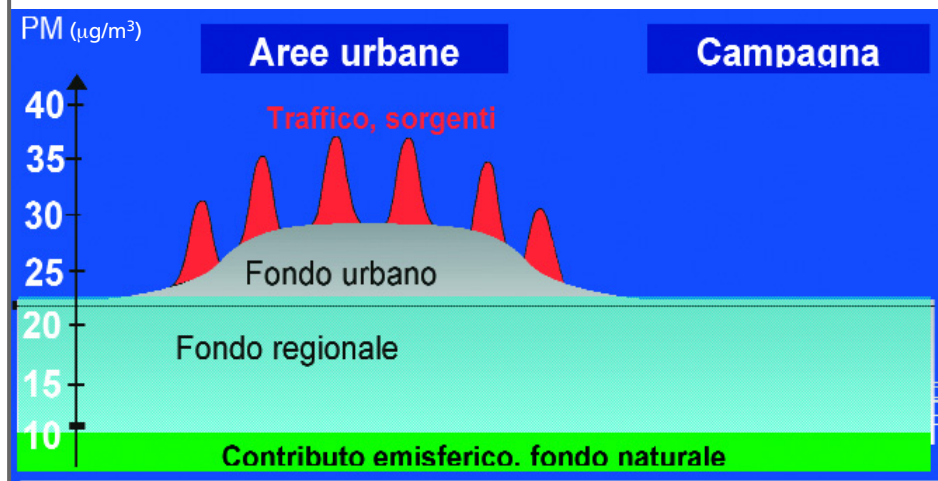 PM (µg/m³)
Aree urbane
Campagna
40
Traffico, sorgenti
35
30
25
Fondo urbano
20
Fondo regionale
15
10
Contributo emisferico. fondo naturale